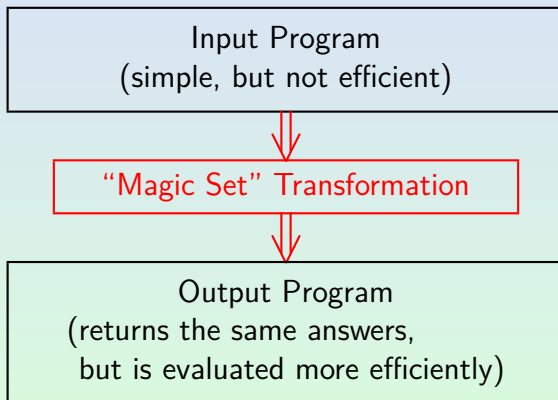 Input Program
(simple, but not efficient)
“Magic Set” Transformation
Output Program
(returns the same answers,
but is evaluated more efficiently)